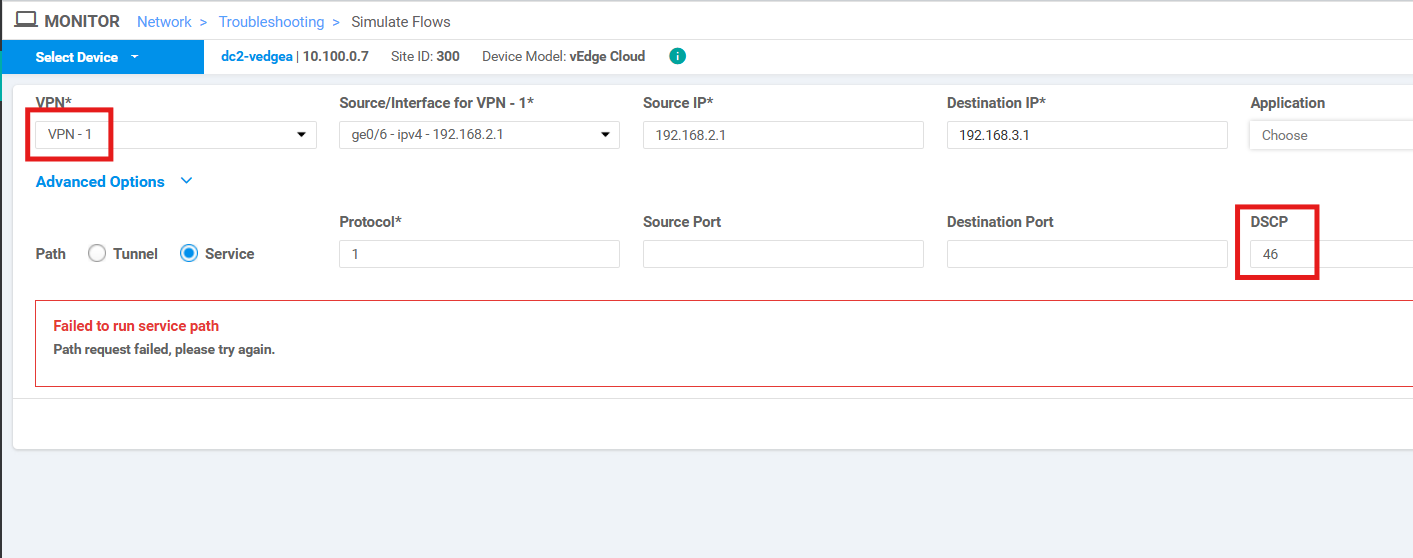 MONITOR Network > Troubleshooting > Simulate Flows
Select Device dc2-vedgea | 10.100.0.7 Site ID: 300 Device Model: vEdge Cloud i
VPN* Source/Interface for VPN - 1* Source IP* Destination IP* Application
VPN - 1 ge0/6 - ipv4 - 192.168.2.1 192.168.2.1 192.168.3.1 Choose
Advanced Options
Protocol* Source Port Destination Port DSCP
Path Tunnel Service 1 46
Failed to run service path
Path request failed, please try again.